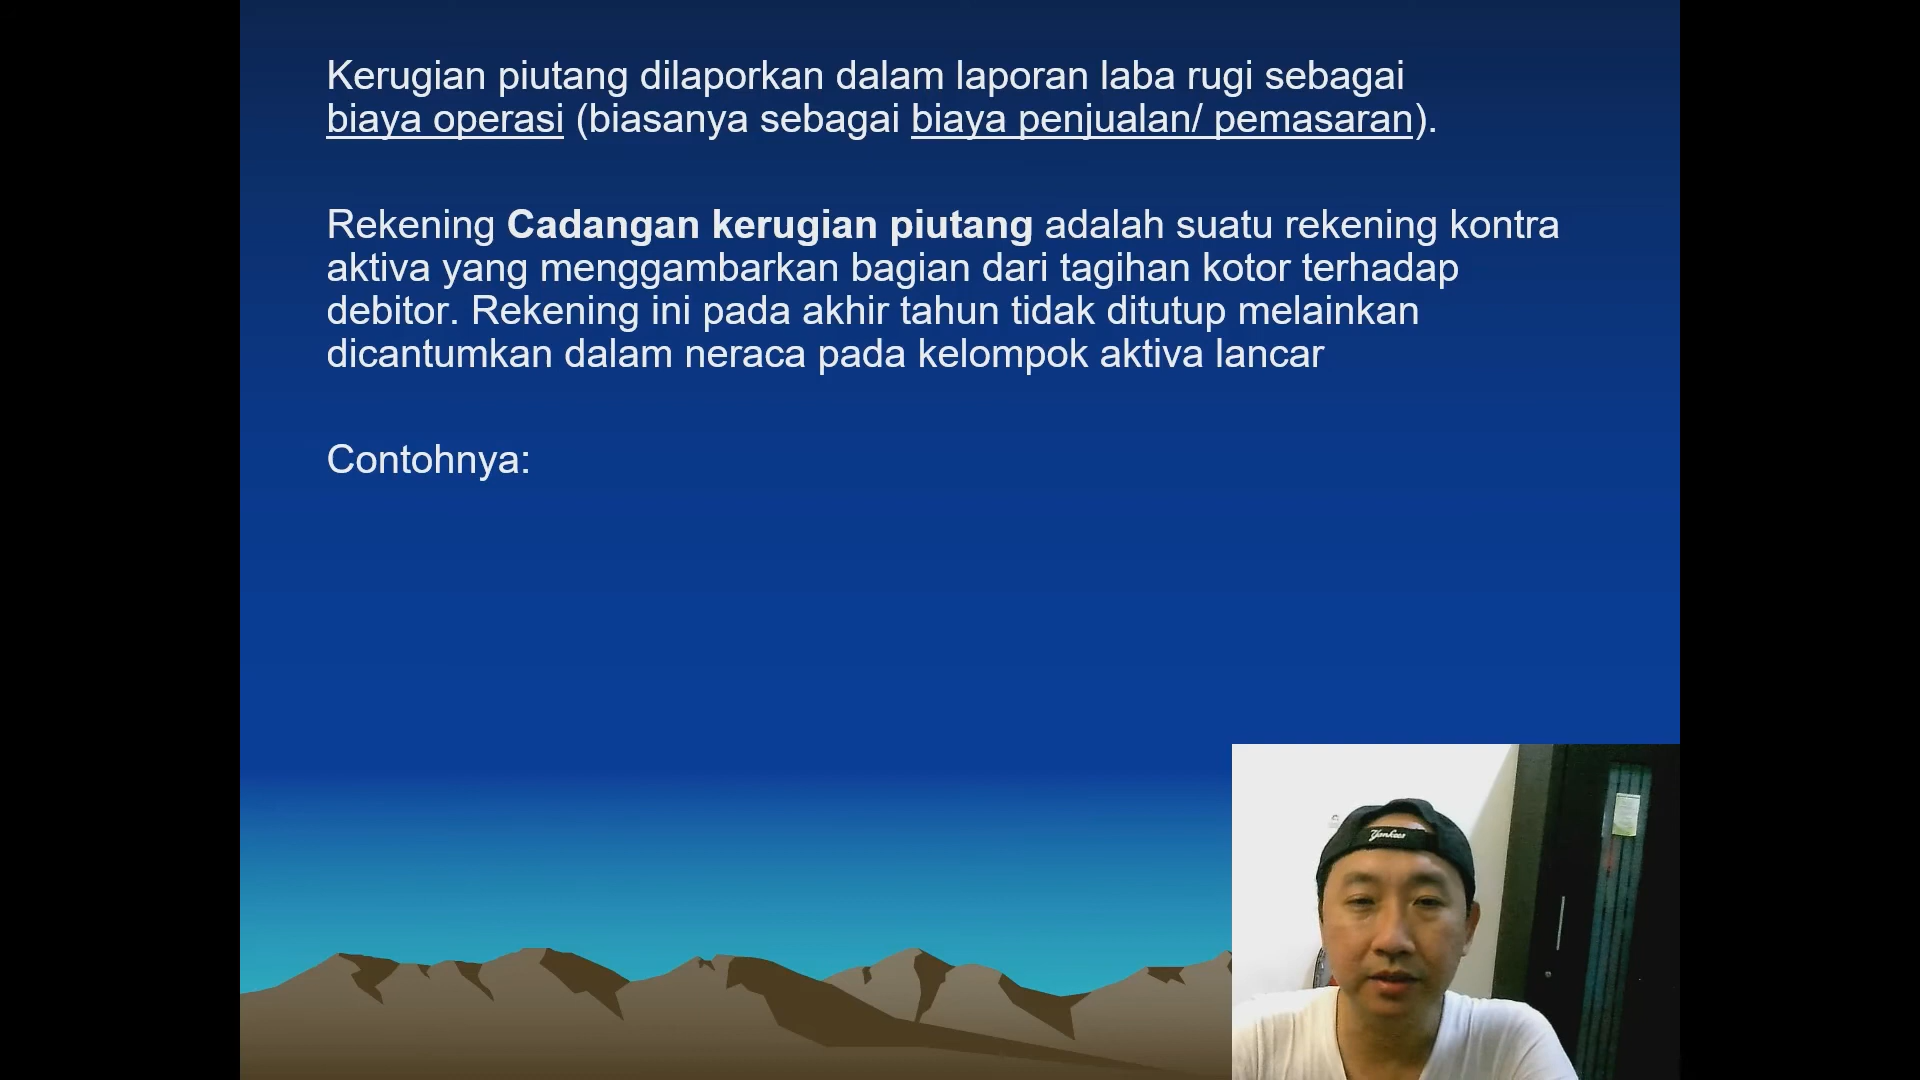 Kerugian piutang dilaporkan dalam laporan laba rugi sebagai
biaya operasi (biasanya sebagai biaya penjualan/ pemasaran).
Rekening Cadangan kerugian piutang adalah suatu rekening kontra
aktiva yang menggambarkan bagian dari tagihan kotor terhadap
debitor. Rekening ini pada akhir tahun tidak ditutup melainkan
dicantumkan dalam neraca pada kelompok aktiva lancar
Contohnya:
Yankees